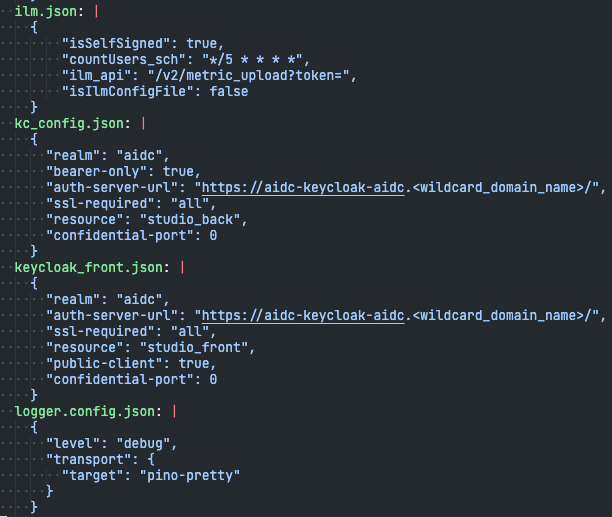 ilm.json: |
{
"isSelfSigned": true,
"countUsers_sch": "*/5 * * * *",
"ilm_api": "/v2/metric_upload?token=",
"isIlmConfigFile": false
}
kc_config.json: |
{
"realm": "aidc",
"bearer-only": true,
"auth-server-url": "https://aidc-keycloak-aidc.<wildcard_domain_name>/",
"ssl-required": "all",
"resource": "studio_back",
"confidential-port": 0
}
keycloak_front.json: |
{
"realm": "aidc",
"auth-server-url": "https://aidc-keycloak-aidc.<wildcard_domain_name>/",
"ssl-required": "all",
"resource": "studio_front",
"public-client": true,
"confidential-port": 0
}
logger.config.json: |
{
"level": "debug",
"transport": {
"target": "pino-pretty"
}
}